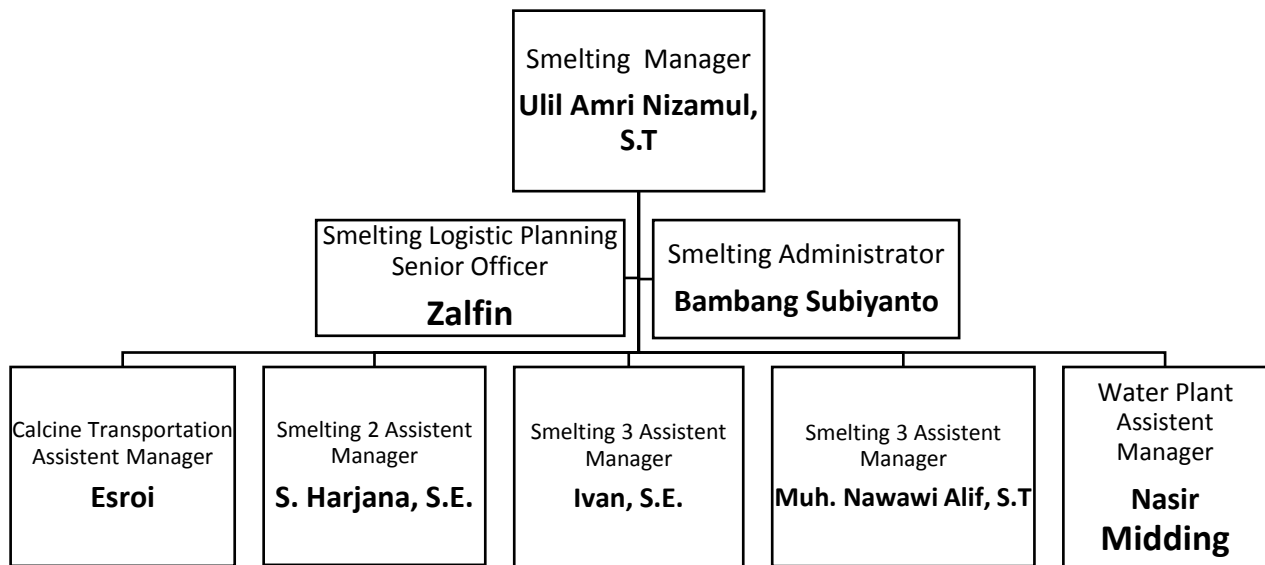 Smelting  Manager
Ulil Amri Nizamul,
S.T
Smelting Logistic Planning
Senior Officer
Zalfin
Smelting Administrator
Bambang Subiyanto
Calcine Transportation
Assistent Manager
Esroi
Smelting 2 Assistent
Manager
S. Harjana, S.E.
Smelting 3 Assistent
Manager
Ivan, S.E.
Smelting 3 Assistent
Manager
Muh. Nawawi Alif, S.T
Water Plant
Assistent
Manager
Nasir
Midding